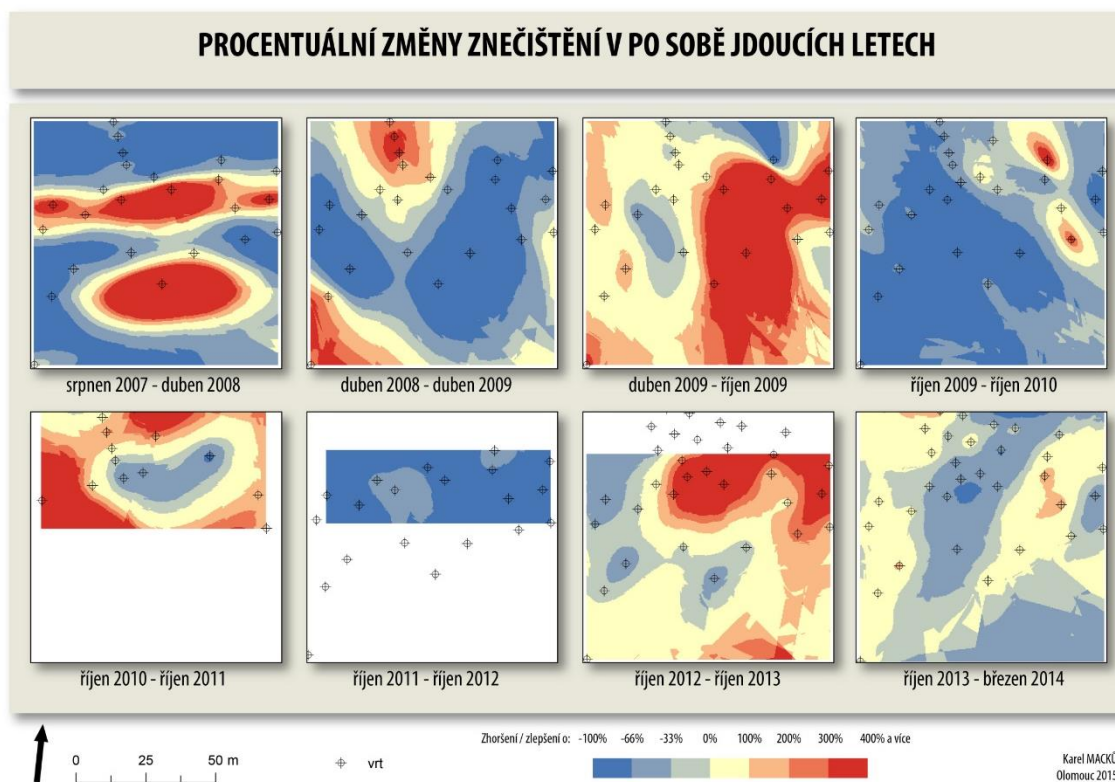 PROCENTUÁLNÍ ZMĚNY ZNEČIŠTĚNÍ V PO SOBĚ JDOUCÍCH LETECH
srpnen 2007 - duben 2008
duben 2008 - duben 2009
duben 2009 - říjen 2009
říjen 2009 - říjen 2010
říjen 2010 - říjen 2011
říjen 2011 - říjen 2012
říjen 2012 - říjen 2013
říjen 2013 - březen 2014
0 25 50 m
vrt
Zhoršení / zlepšení o: -100% -66% -33% 0% 100% 200% 300% 400% a více
Karel MACKŮ
Olomouc 2015